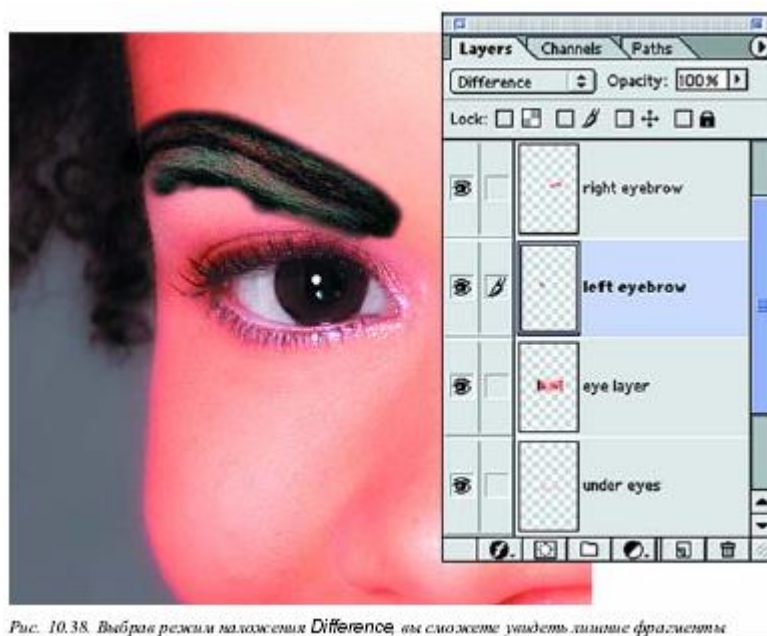 Layers Channels Paths
Difference Opacity: 100%
Lock:
right eyebrow
left eyebrow
eye layer
under eyes
Рис. 10.38. Выбрав режим наложения Difference, вы сможете увидеть лишние фрагменты